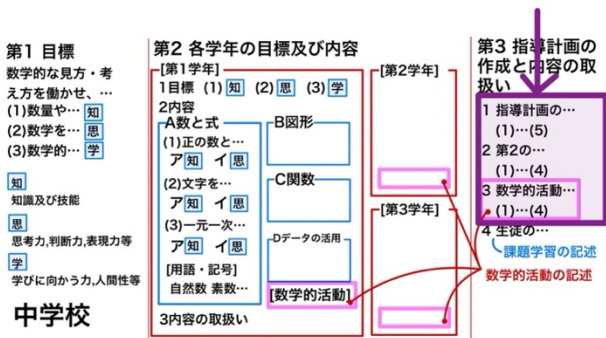 第1 目標
数学的な見方・考
え方を働かせ、…
(1)数量や… 知
(2)数学を… 思
(3)数学的… 学
知
知識及び技能
思
思考力,判断力,表現力等
学
学びに向かう力,人間性等
中学校
第2 各学年の目標及び内容
[第1学年]
1目標 (1) 知 (2) 思 (3) 学
2内容
A数と式
(1)正の数と…
ア知 イ思
(2)文字を…
ア知 イ思
(3)一元一次…
ア知 イ思
[用語・記号]
自然数 素数…
B図形
C関数
Dデータの活用
[数学的活動]
3内容の取扱い
[第2学年]
[第3学年]
第3 指導計画の
作成と内容の取
扱い
1 指導計画の…
(1)…(5)
2 第2の…
(1)…(4)
3 数学的活動…
(1)…(4)
4 生徒の…
課題学習の記述
数学的活動の記述